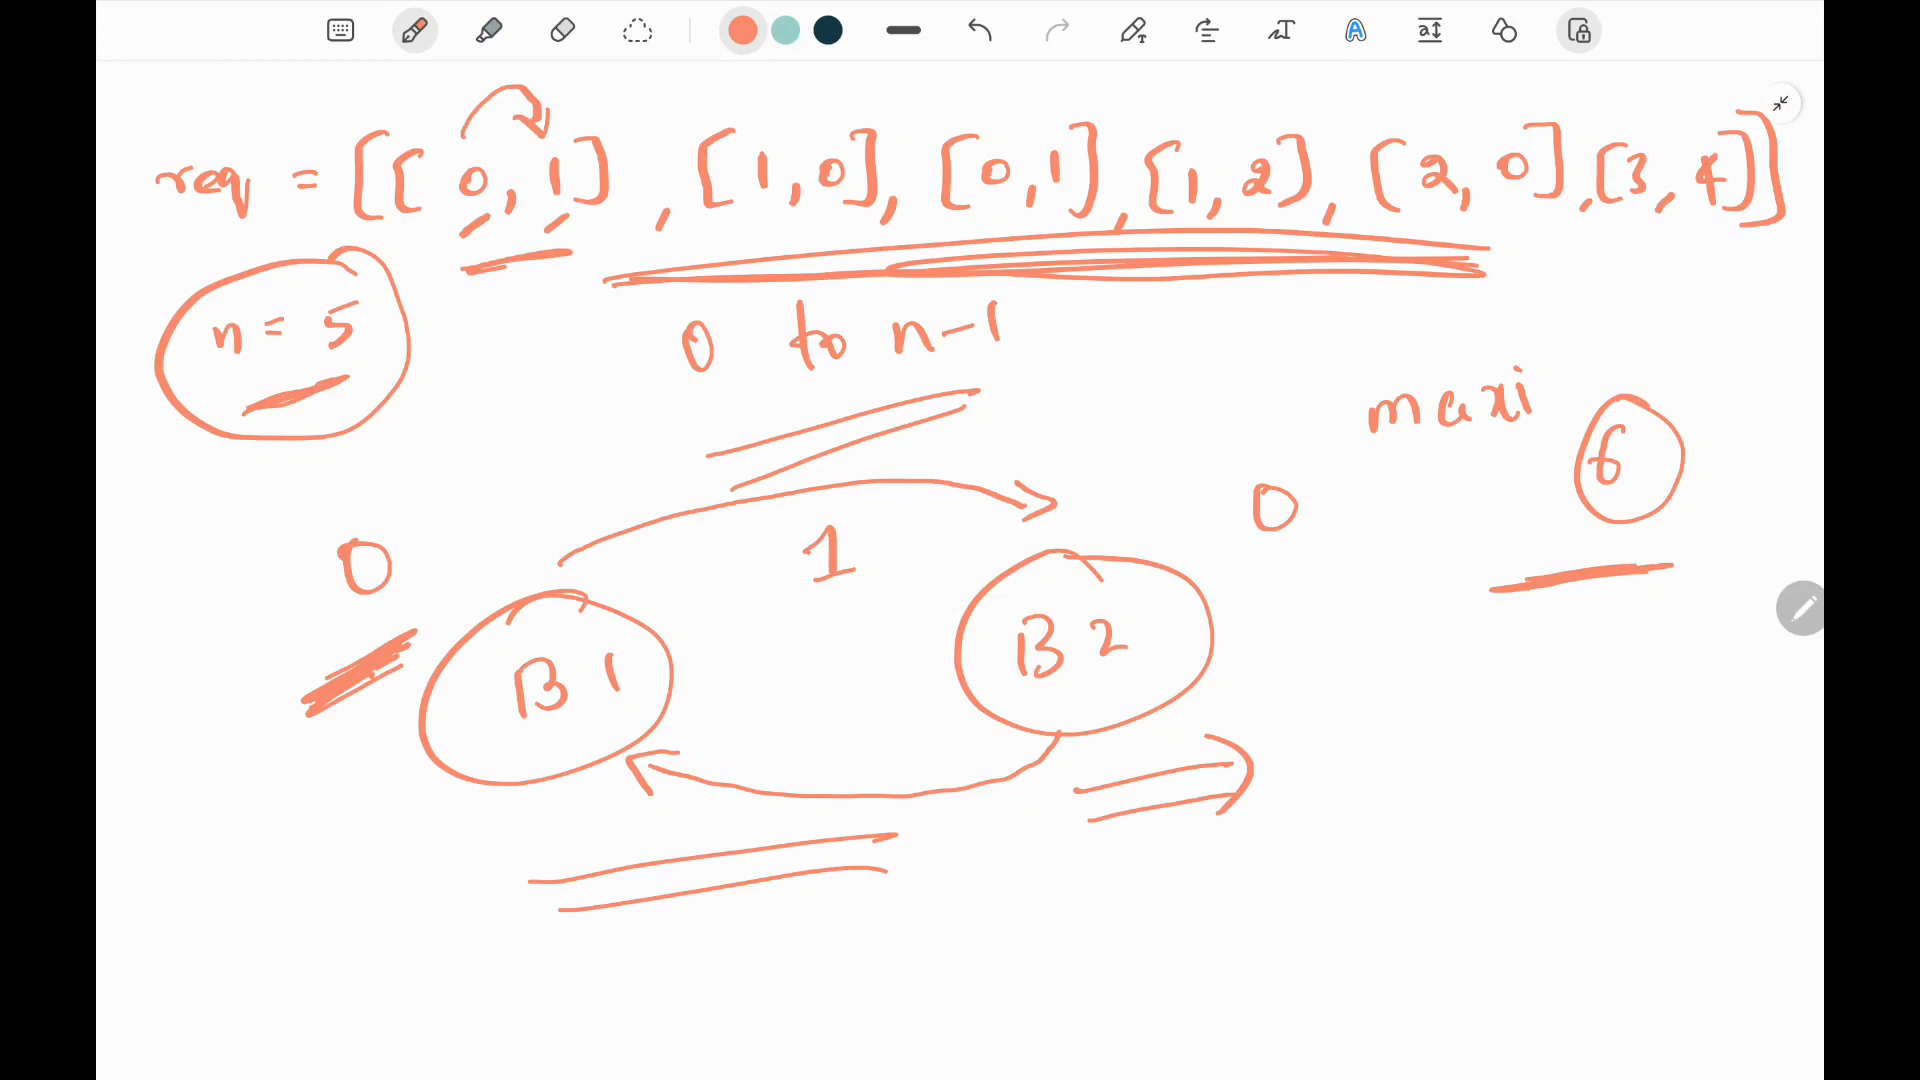 req = [[0,1], [1,0], [0,1], [1,2], [2,0], [3,4]]
n = 5
0 to n-1
maxi
6
0
1
0
B1
B2